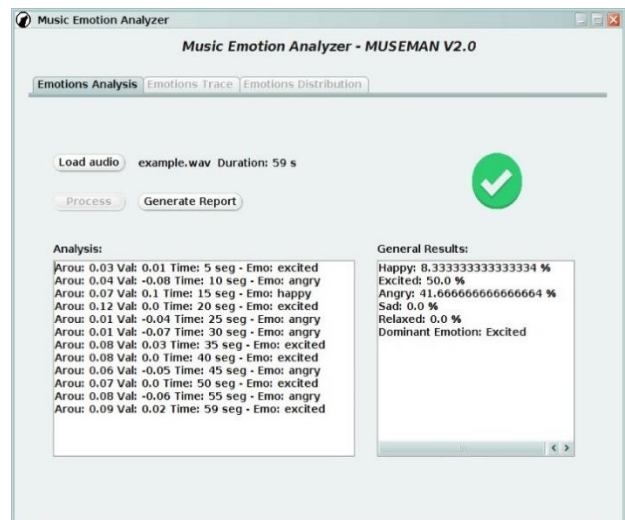 Music Emotion Analyzer
Music Emotion Analyzer - MUSEMAN V2.0
Emotions Analysis Emotions Trace Emotions Distribution
Load audio example.wav Duration: 59 s
Process Generate Report
Analysis: General Results:
Arou: 0.03 Val: 0.01 Time: 5 seg - Emo: excited
Arou: 0.04 Val: -0.08 Time: 10 seg - Emo: angry
Arou: 0.07 Val: 0.1 Time: 15 seg - Emo: happy
Arou: 0.12 Val: 0.0 Time: 20 seg - Emo: excited
Arou: 0.01 Val: -0.04 Time: 25 seg - Emo: angry
Arou: 0.01 Val: -0.07 Time: 30 seg - Emo: angry
Arou: 0.08 Val: 0.03 Time: 35 seg - Emo: excited
Arou: 0.08 Val: 0.0 Time: 40 seg - Emo: excited
Arou: 0.06 Val: -0.05 Time: 45 seg - Emo: angry
Arou: 0.07 Val: 0.0 Time: 50 seg - Emo: excited
Arou: 0.08 Val: -0.06 Time: 55 seg - Emo: angry
Arou: 0.09 Val: 0.02 Time: 59 seg - Emo: excited
Happy: 8.333333333333334 %
Excited: 50.0 %
Angry: 41.666666666666664 %
Sad: 0.0 %
Relaxed: 0.0 %
Dominant Emotion: Excited